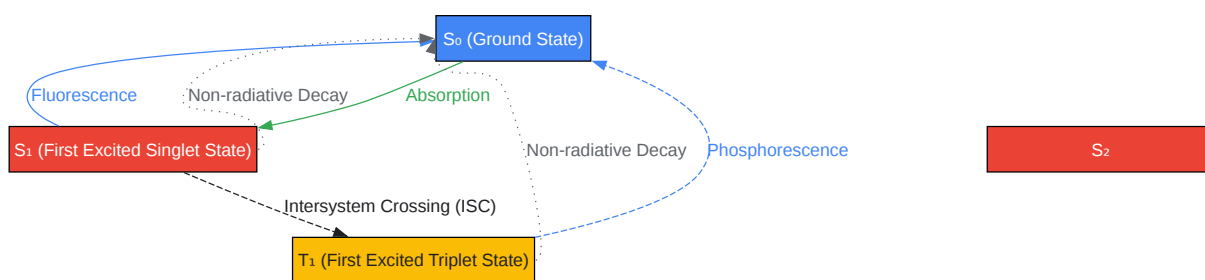 S₀ (Ground State)
Fluorescence
Non-radiative Decay
Absorption
S₁ (First Excited Singlet State)
Non-radiative Decay
Phosphorescence
S₂
Intersystem Crossing (ISC)
T₁ (First Excited Triplet State)